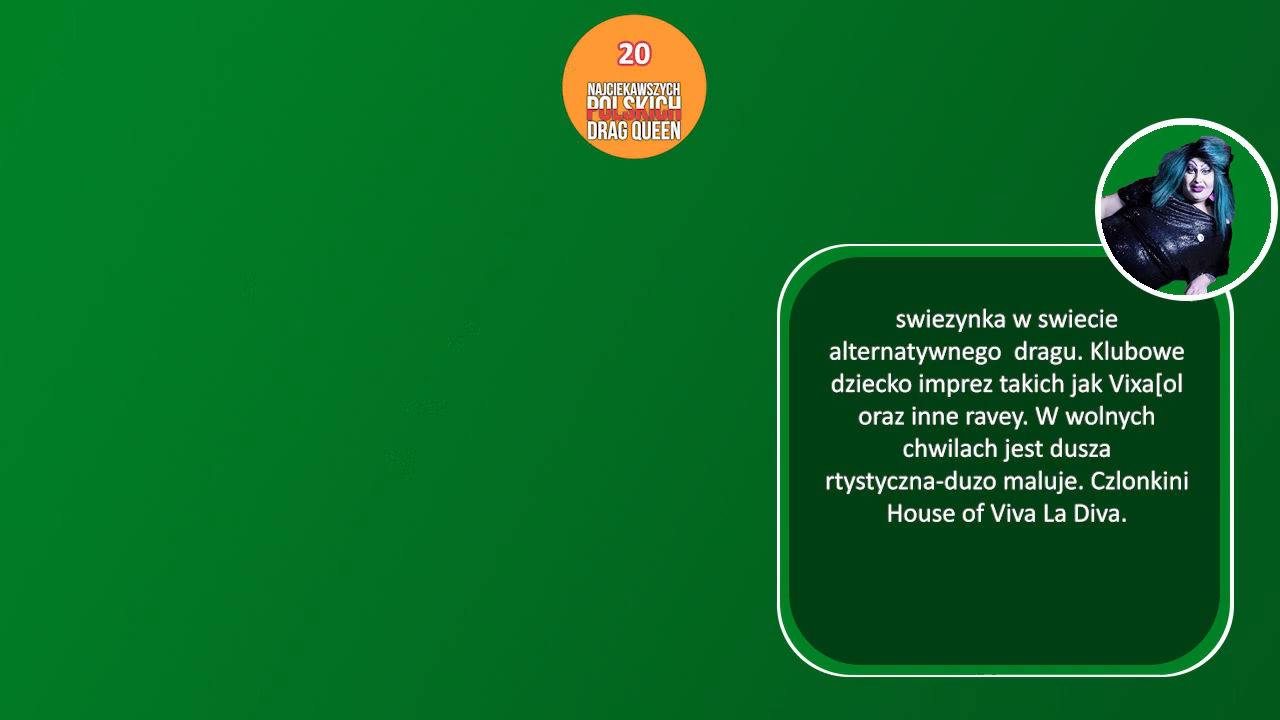 20
NAJCIEKAWSZYCH
POLSKICH
DRAG QUEEN
swiezynka w swiecie
alternatywnego  dragu. Klubowe
dziecko imprez takich jak Vixa[ol
oraz inne ravey. W wolnych
chwilach jest dusza
rtystyczna-duzo maluje. Czlonkini
House of Viva La Diva.